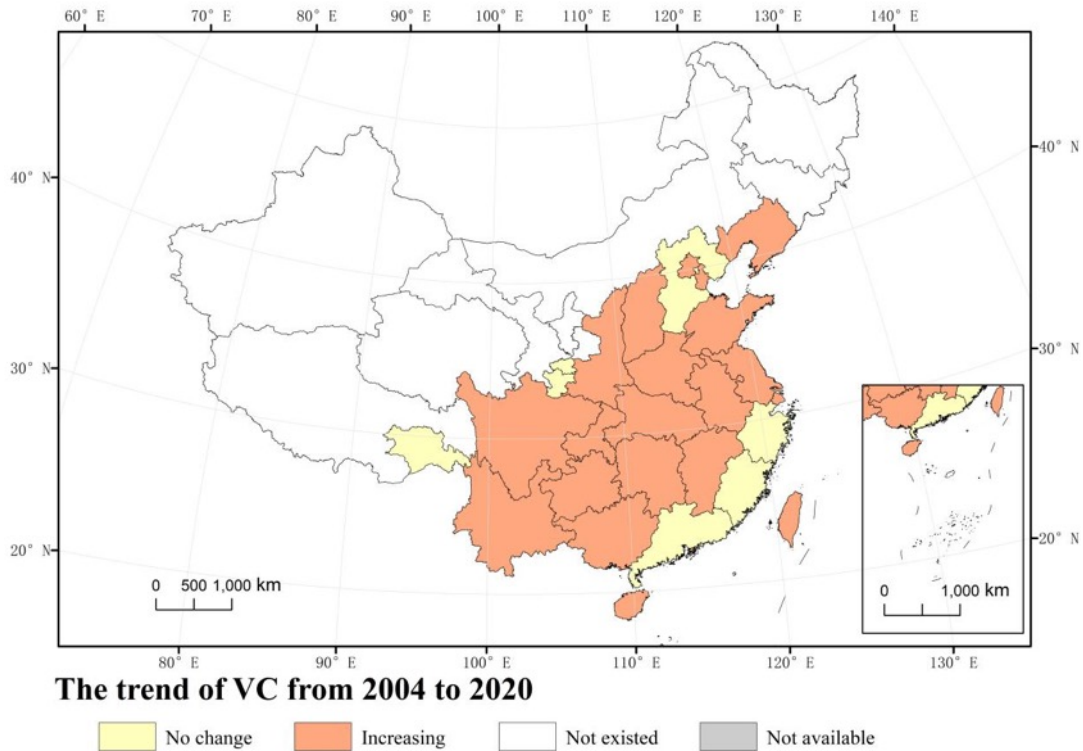 60° E 70° E 80° E 90° E 100° E 110° E 120° E 130° E 140° E
40° N 40° N
30° N 30° N
20° N 20° N
0 500 1,000 km
0 1,000 km
80° E 90° E 100° E 110° E 120° E 130° E
The trend of VC from 2004 to 2020
No change Increasing Not existed Not available